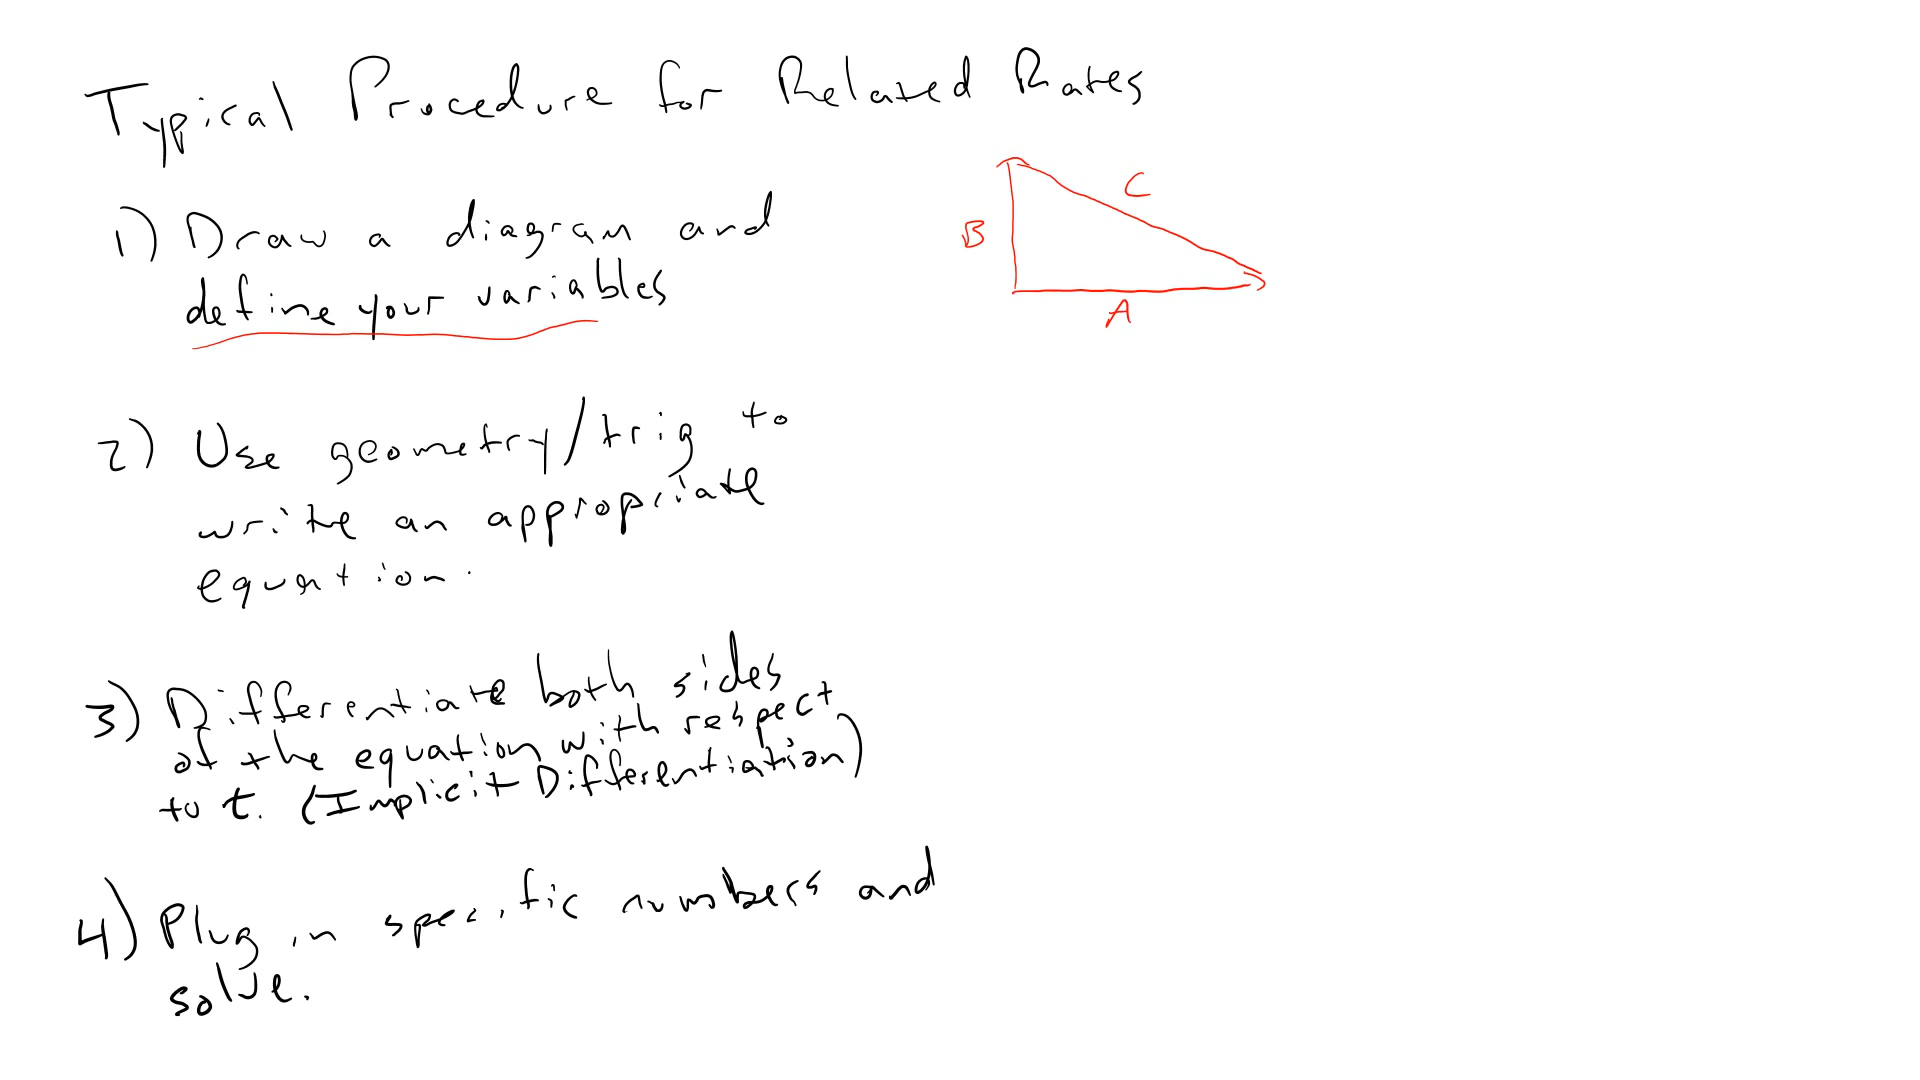 Typical Procedure for Related Rates
1) Draw a diagram and
define your variables
C
B
A
2) Use geometry/trig to
write an appropriate
equation.
3) Differentiate both sides
of the equation with respect
to t. (Implicit Differentiation)
4) Plug in specific numbers and
solve.